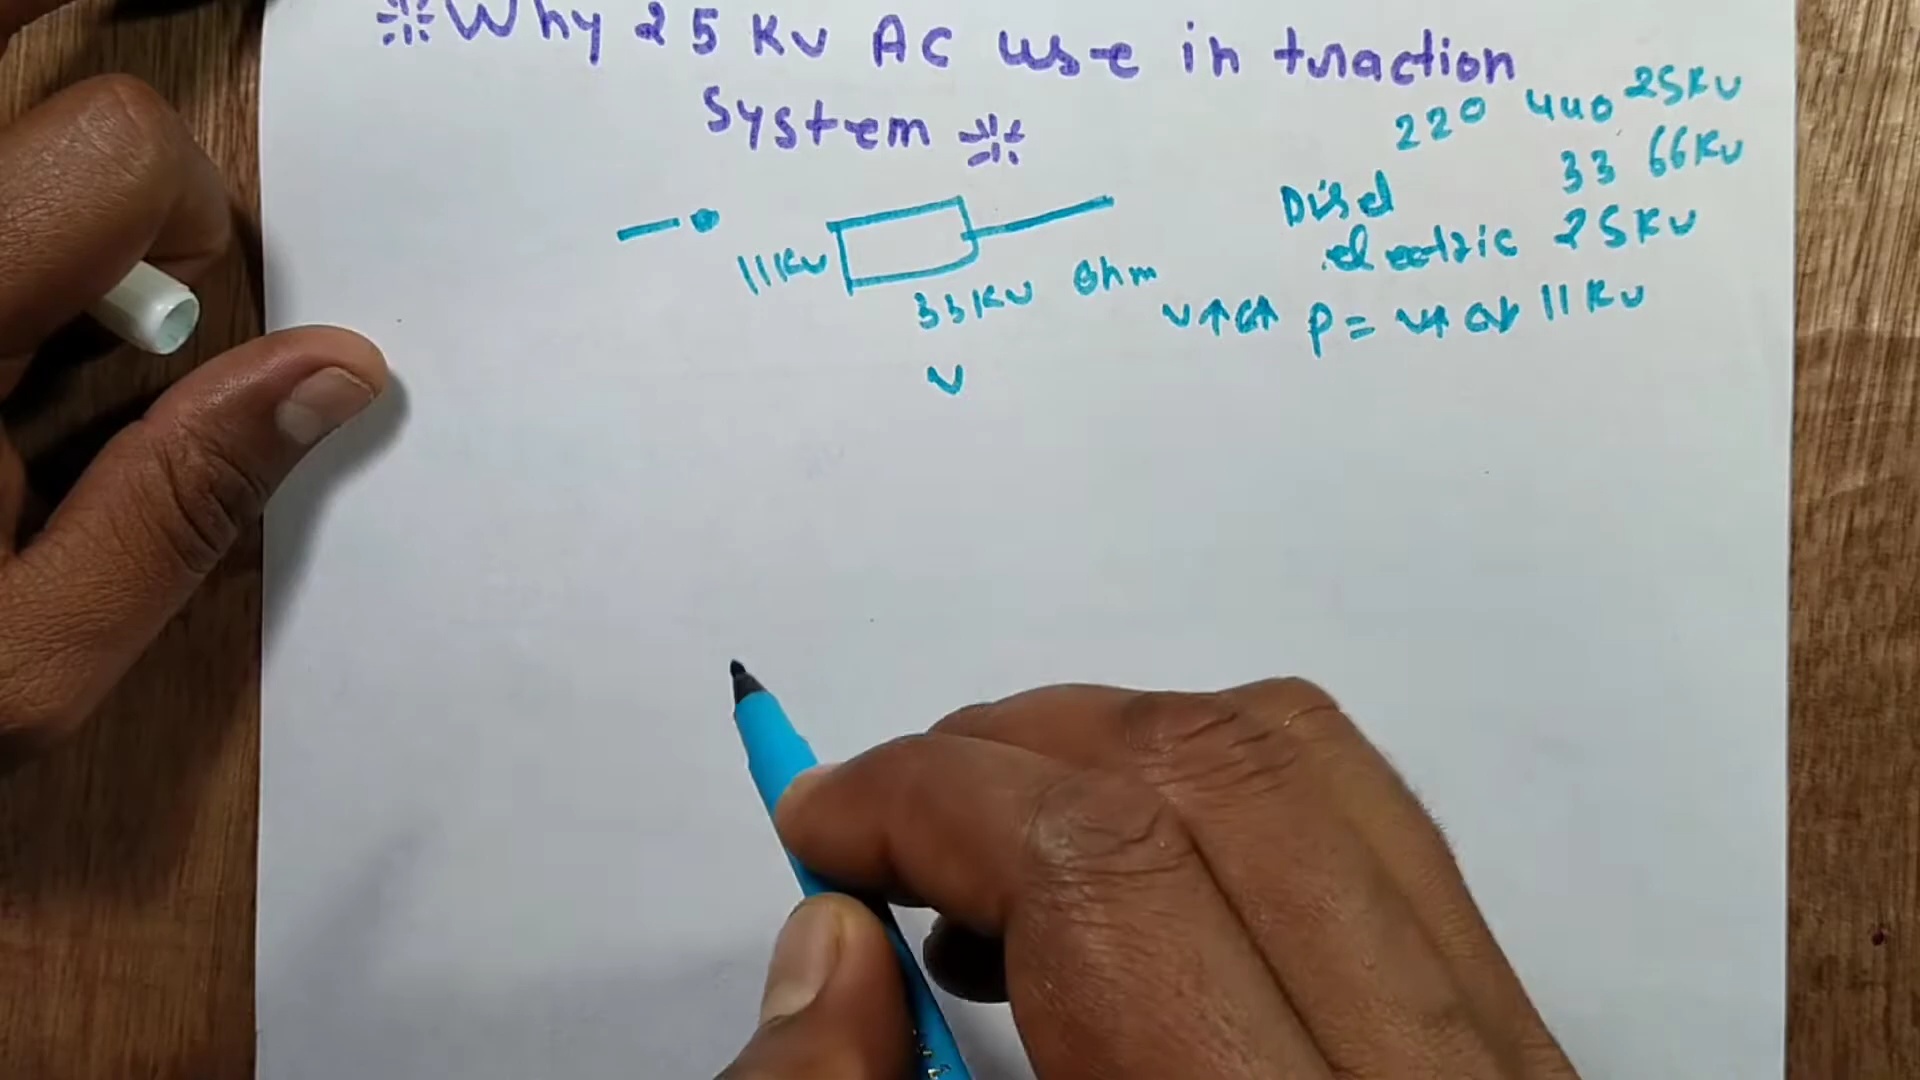 Why 25 Kv AC use in traction
system
220 440 25Kv
33 66Kv
Disel
electric 25Kv
11Kv
33Kv ohm
P = 11Kv
v